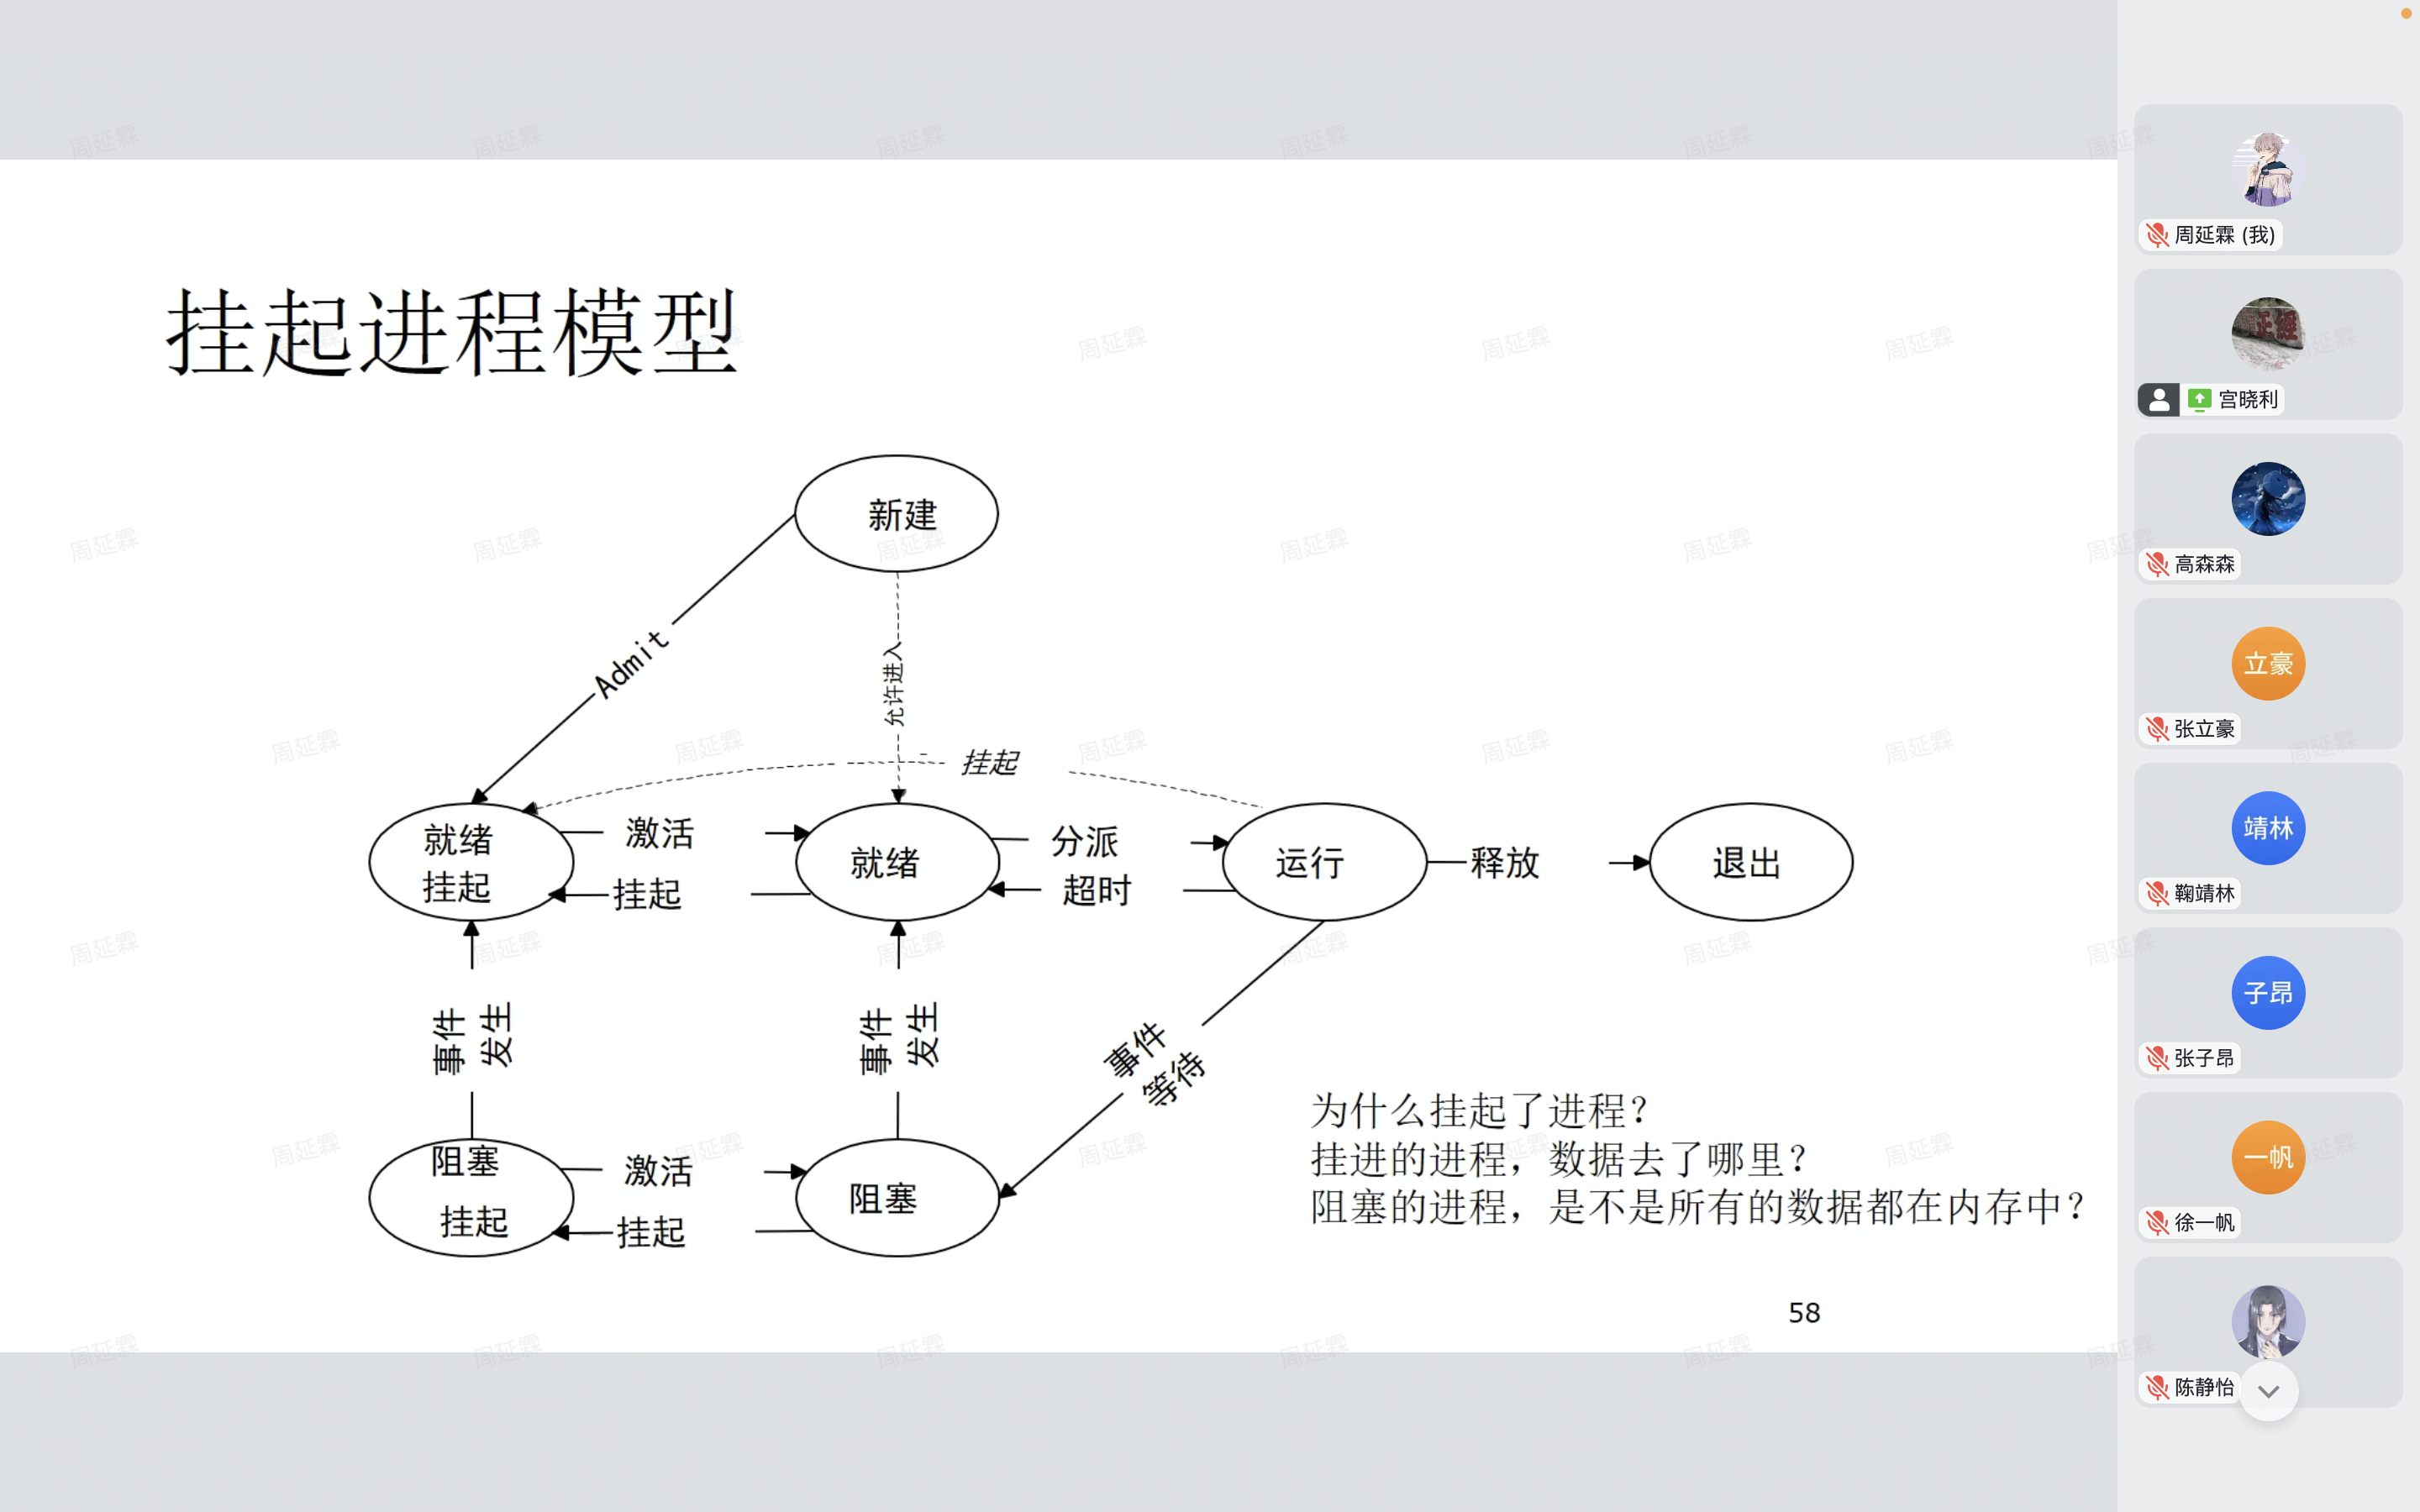 挂起进程模型
新建
Admit
允许进入
挂起
就绪
挂起
激活
挂起
就绪
分派
超时
运行
释放
退出
事件
发生
事件
发生
事件
等待
阻塞
挂起
激活
挂起
阻塞
为什么挂起了进程？
挂进的进程，数据去了哪里？
阻塞的进程，是不是所有的数据都在内存中？
58
周延霖 (我)
正 經
宫晓利
高森森
立豪
张立豪
靖林
鞠靖林
子昂
张子昂
一帆
徐一帆
陈静怡
周延霖